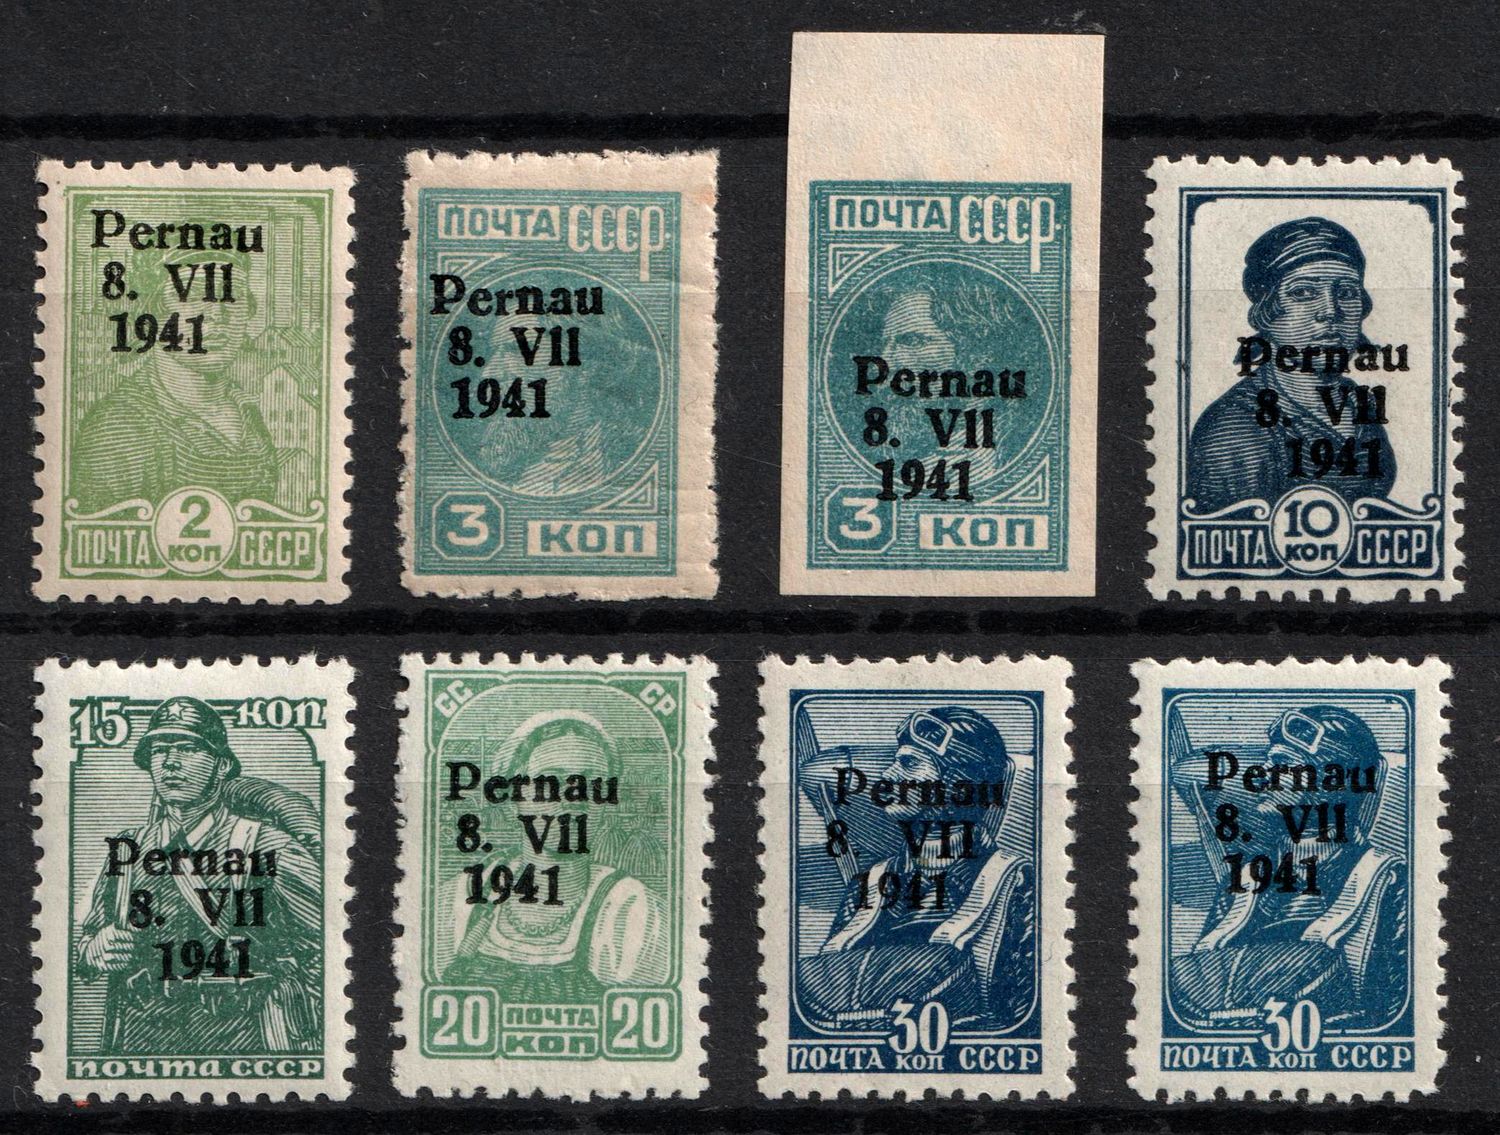 Pernau
8. VII
1941
2
ПОЧТА КОП СССР
ПОЧТА СССР
Pernau
8. VII
1941
3 КОП
ПОЧТА СССР
Pernau
8. VII
1941
3 КОП
Pernau
8. VII
1941
10
ПОЧТА КОП СССР
15 КОП
Pernau
8. VII
1941
ПОЧТА СССР
СС СР
Pernau
8. VII
1941
20 ПОЧТА 20
КОП
Pernau
8. VII
1941
30
ПОЧТА КОП СССР
Pernau
8. VII
1941
30
ПОЧТА КОП СССР